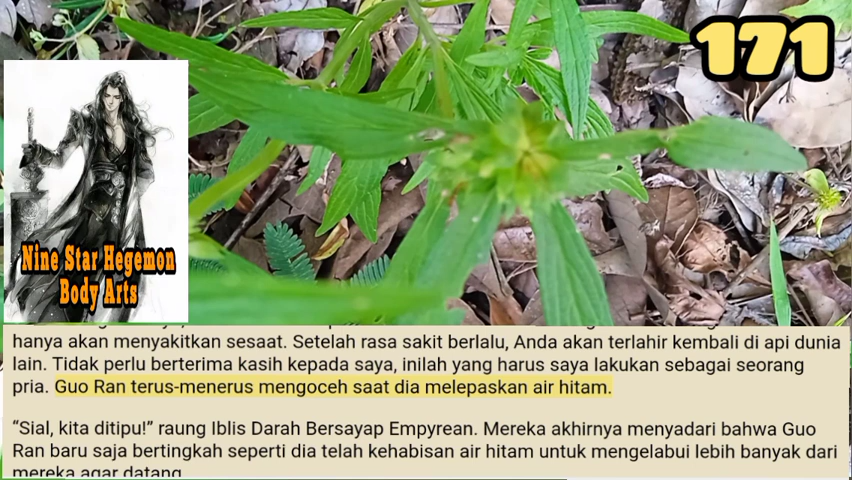 171
Nine Star Hegemon
Body Arts
hanya akan menyakitkan sesaat. Setelah rasa sakit berlalu, Anda akan terlahir kembali di api dunia
lain. Tidak perlu berterima kasih kepada saya, inilah yang harus saya lakukan sebagai seorang
pria. Guo Ran terus-menerus mengoceh saat dia melepaskan air hitam.
“Sial, kita ditipu!” raung Iblis Darah Bersayap Empyrean. Mereka akhirnya menyadari bahwa Guo
Ran baru saja bertingkah seperti dia telah kehabisan air hitam untuk mengelabui lebih banyak dari
mereka agar datang